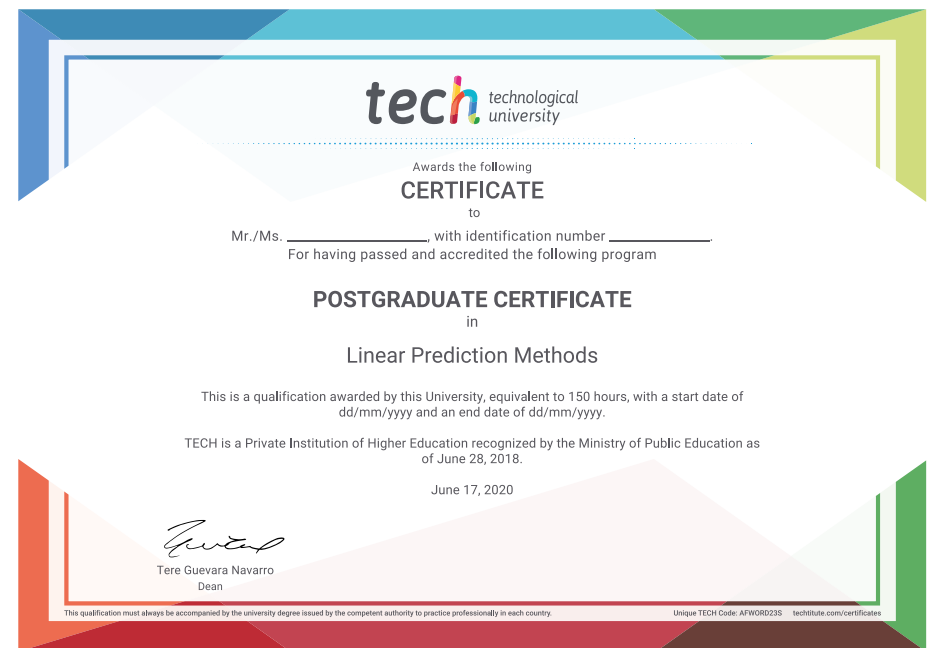 tech technological
university
Awards the following
CERTIFICATE
to
Mr./Ms. ____________________, with identification number ______________.
For having passed and accredited the following program
POSTGRADUATE CERTIFICATE
in
Linear Prediction Methods
This is a qualification awarded by this University, equivalent to 150 hours, with a start date of
dd/mm/yyyy and an end date of dd/mm/yyyy.
TECH is a Private Institution of Higher Education recognized by the Ministry of Public Education as
of June 28, 2018.
June 17, 2020
Tere Guevara Navarro
Dean
This qualification must always be accompanied by the university degree issued by the competent authority to practice professionally in each country. Unique TECH Code: AFWORD23S techtitute.com/certificates